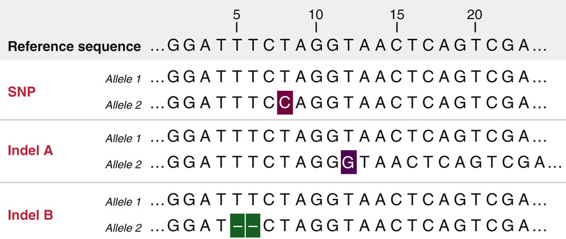 5 10 15 20
Reference sequence ...GGATTTCTAGGTAACTCAGTCGA...
Allele 1 ...GGATTTCTAGGTAACTCAGTCGA...
SNP
Allele 2 ...GGATTTCCAGGTAACTCAGTCGA...
Allele 1 ...GGATTTCTAGGTAACTCAGTCGA...
Indel A
Allele 2 ...GGATTTCTAGGGTAACTCAGTCGA...
Allele 1 ...GGATTTCTAGGTAACTCAGTCGA...
Indel B
Allele 2 ...GGAT--CTAGGTAACTCAGTCGA...